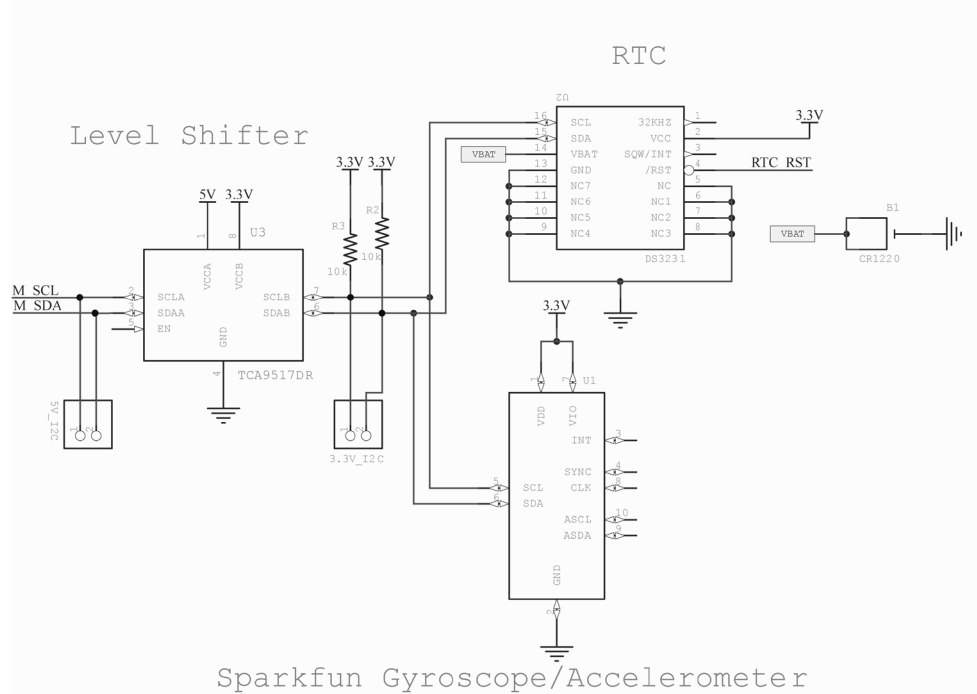 RTC
Level Shifter
U2
16 SCL 32KHZ 1
15 SDA VCC 2
3.3V
VBAT
14 VBAT SQW/INT 3
13 GND /RST 4
RTC_RST
12 NC7 NC 5
11 NC6 NC1 6
10 NC5 NC2 7
9 NC4 NC3 8
DS3231
VBAT
B1
CR1220
3.3V 3.3V
R3
R2
10k
10k
5V 3.3V
U3
1 8
VCCA VCCB
M_SCL
2 SCLA SCLB 7
M_SDA
3 SDAA SDAB 6
5 EN
GND
4
TCA9517DR
5V_I2C
1 2
1 2
3.3V_I2C
3.3V
1 7
U1
VDD VIO
INT 3
SYNC 4
5 SCL CLK 8
6 SDA
ASCL 10
ASDA 9
GND
2
Sparkfun Gyroscope/Accelerometer